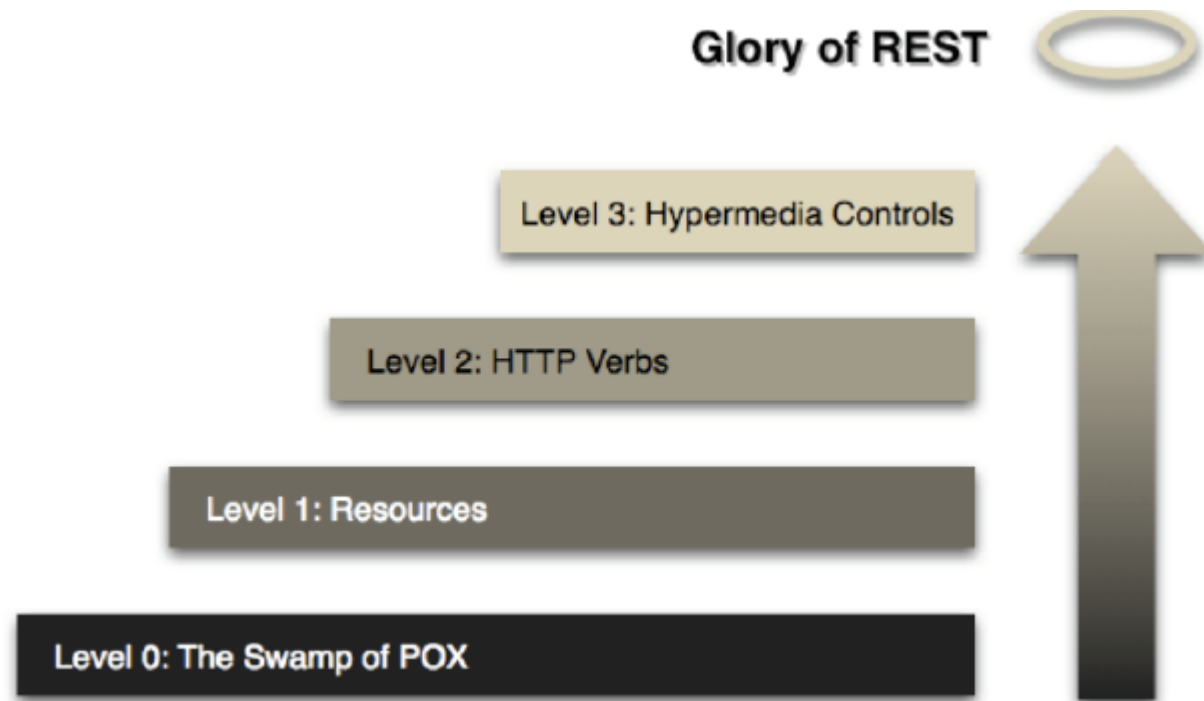 Glory of REST
Level 3: Hypermedia Controls
Level 2: HTTP Verbs
Level 1: Resources
Level 0: The Swamp of POX